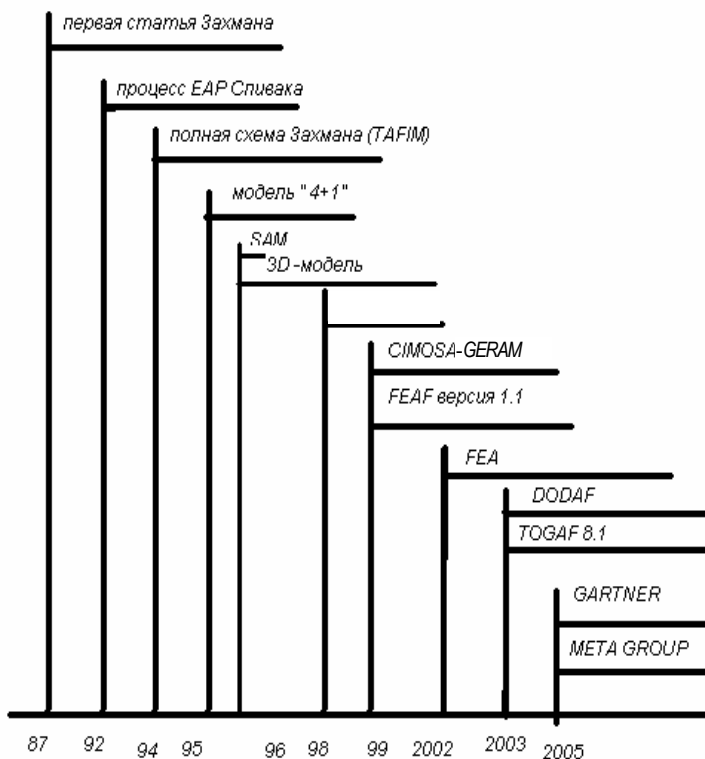 первая статья Захмана
процесс EAP Спивака
полная схема Захмана (TAFIM)
модель "4+1"
SAM
3D-модель
CIMOSA-GERAM
FEAF версия 1.1
FEA
DODAF
TOGAF 8.1
GARTNER
META GROUP
87 92 94 95 96 98 99 2002 2003 2005